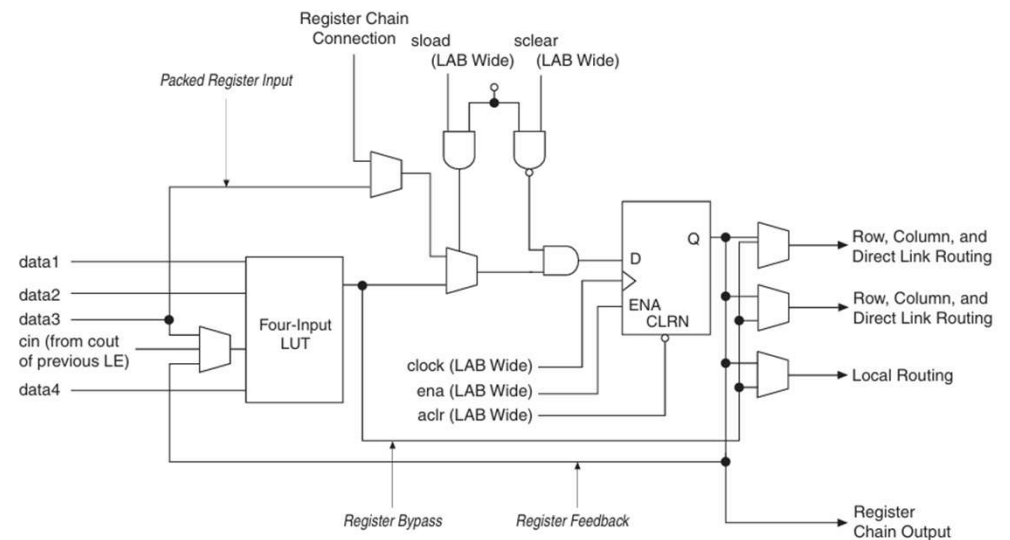 Register Chain
Connection
sload
(LAB Wide)
sclear
(LAB Wide)
Packed Register Input
data1
data2
data3
cin (from cout
of previous LE)
data4
Four-Input
LUT
D
Q
ENA
CLRN
clock (LAB Wide)
ena (LAB Wide)
aclr (LAB Wide)
Row, Column, and
Direct Link Routing
Row, Column, and
Direct Link Routing
Local Routing
Register Bypass
Register Feedback
Register
Chain Output